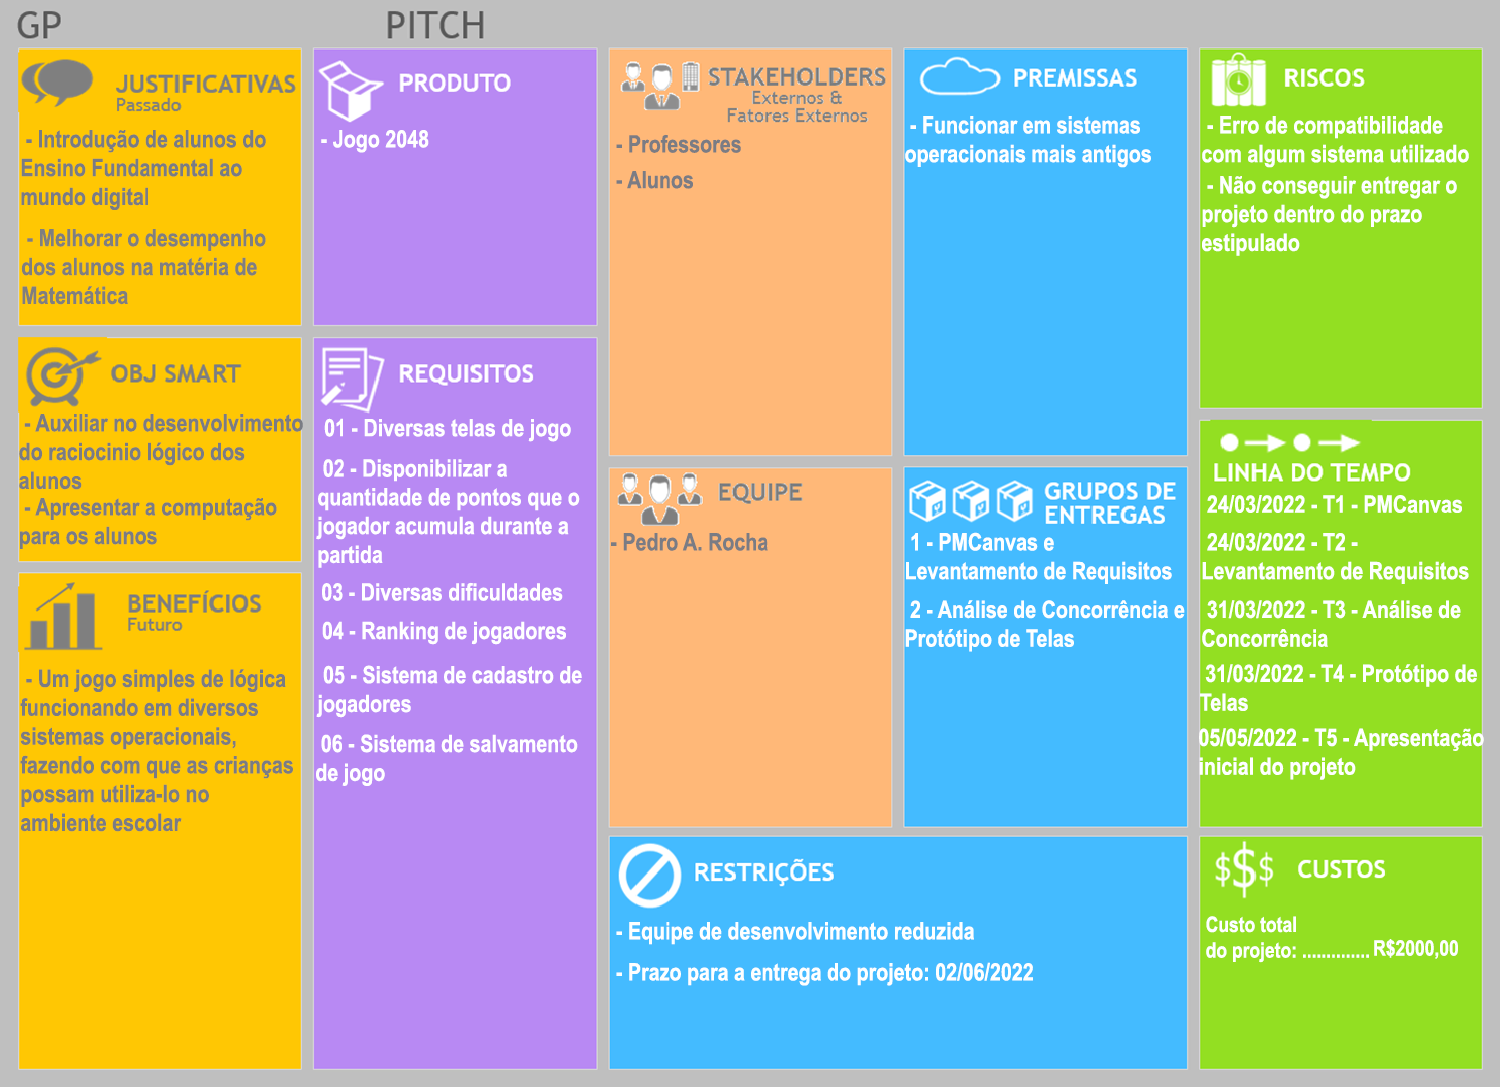 GP
PITCH
JUSTIFICATIVAS
Passado
- Introdução de alunos do
Ensino Fundamental ao
mundo digital
- Melhorar o desempenho
dos alunos na matéria de
Matemática
OBJ SMART
- Auxiliar no desenvolvimento
do raciocinio lógico dos
alunos
- Apresentar a computação
para os alunos
BENEFÍCIOS
Futuro
- Um jogo simples de lógica
funcionando em diversos
sistemas operacionais,
fazendo com que as crianças
possam utiliza-lo no
ambiente escolar
PRODUTO
- Jogo 2048
REQUISITOS
01 - Diversas telas de jogo
02 - Disponibilizar a
quantidade de pontos que o
jogador acumula durante a
partida
03 - Diversas dificuldades
04 - Ranking de jogadores
05 - Sistema de cadastro de
jogadores
06 - Sistema de salvamento
de jogo
STAKEHOLDERS
Externos &
Fatores Externos
- Professores
- Alunos
EQUIPE
- Pedro A. Rocha
PREMISSAS
- Funcionar em sistemas
operacionais mais antigos
GRUPOS DE
ENTREGAS
1 - PMCanvas e
Levantamento de Requisitos
2 - Análise de Concorrência e
Protótipo de Telas
RESTRIÇÕES
- Equipe de desenvolvimento reduzida
- Prazo para a entrega do projeto: 02/06/2022
RISCOS
- Erro de compatibilidade
com algum sistema utilizado
- Não conseguir entregar o
projeto dentro do prazo
estipulado
LINHA DO TEMPO
24/03/2022 - T1 - PMCanvas
24/03/2022 - T2 -
Levantamento de Requisitos
31/03/2022 - T3 - Análise de
Concorrência
31/03/2022 - T4 - Protótipo de
Telas
05/05/2022 - T5 - Apresentação
inicial do projeto
$$$ CUSTOS
Custo total
do projeto: .............. R$2000,00